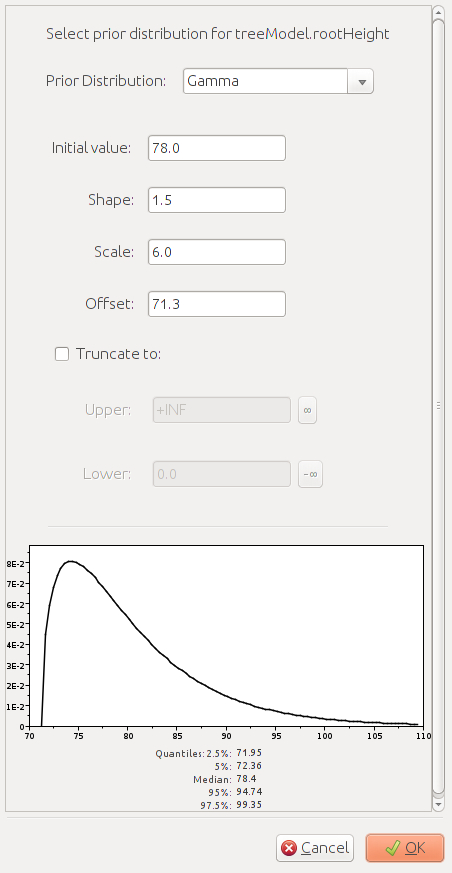 Select prior distribution for treeModel.rootHeight
Prior Distribution: Gamma
Initial value: 78.0
Shape: 1.5
Scale: 6.0
Offset: 71.3
Truncate to:
Upper: +INF ∞
Lower: 0.0 -∞
8E-2
7E-2
6E-2
5E-2
4E-2
3E-2
2E-2
1E-2
0
70 75 80 85 90 95 100 105 110
Quantiles: 2.5%: 71.95
5%: 72.36
Median: 78.4
95%: 94.74
97.5%: 99.35
Cancel OK